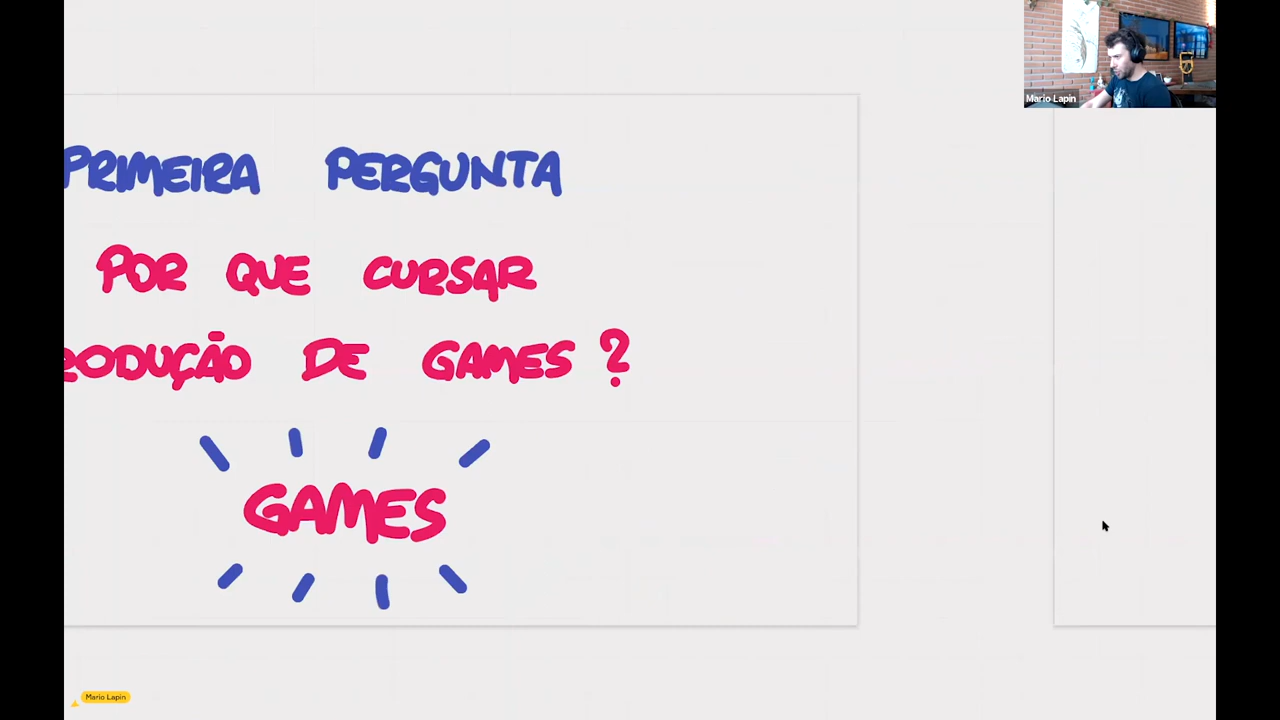 PRIMEIRA PERGUNTA
POR QUE CURSAR
RODUÇÃO DE GAMES ?
GAMES
Mario Lapin
Mario Lapin